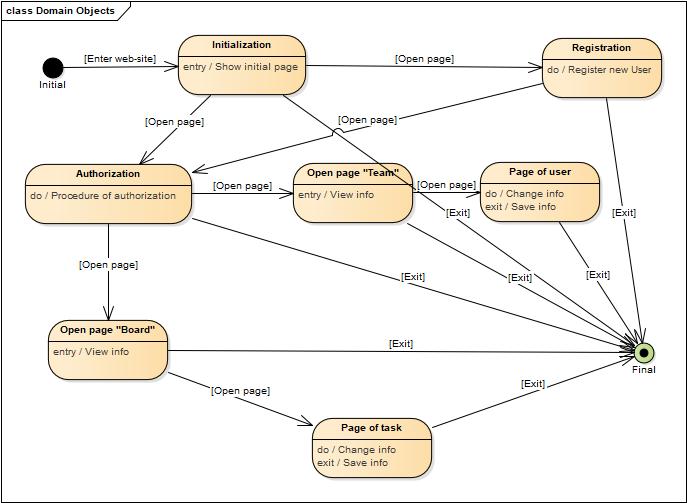 class Domain Objects
Initialization
entry / Show initial page
Registration
do / Register new User
[Enter web-site]
[Open page]
Initial
[Open page]
[Open page]
Authorization
do / Procedure of authorization
Open page "Team"
entry / View info
Page of user
do / Change info
exit / Save info
[Open page]
[Open page]
[Exit]
[Exit]
[Open page]
[Exit]
[Exit]
[Exit]
Open page "Board"
entry / View info
[Exit]
Final
[Open page]
[Exit]
Page of task
do / Change info
exit / Save info